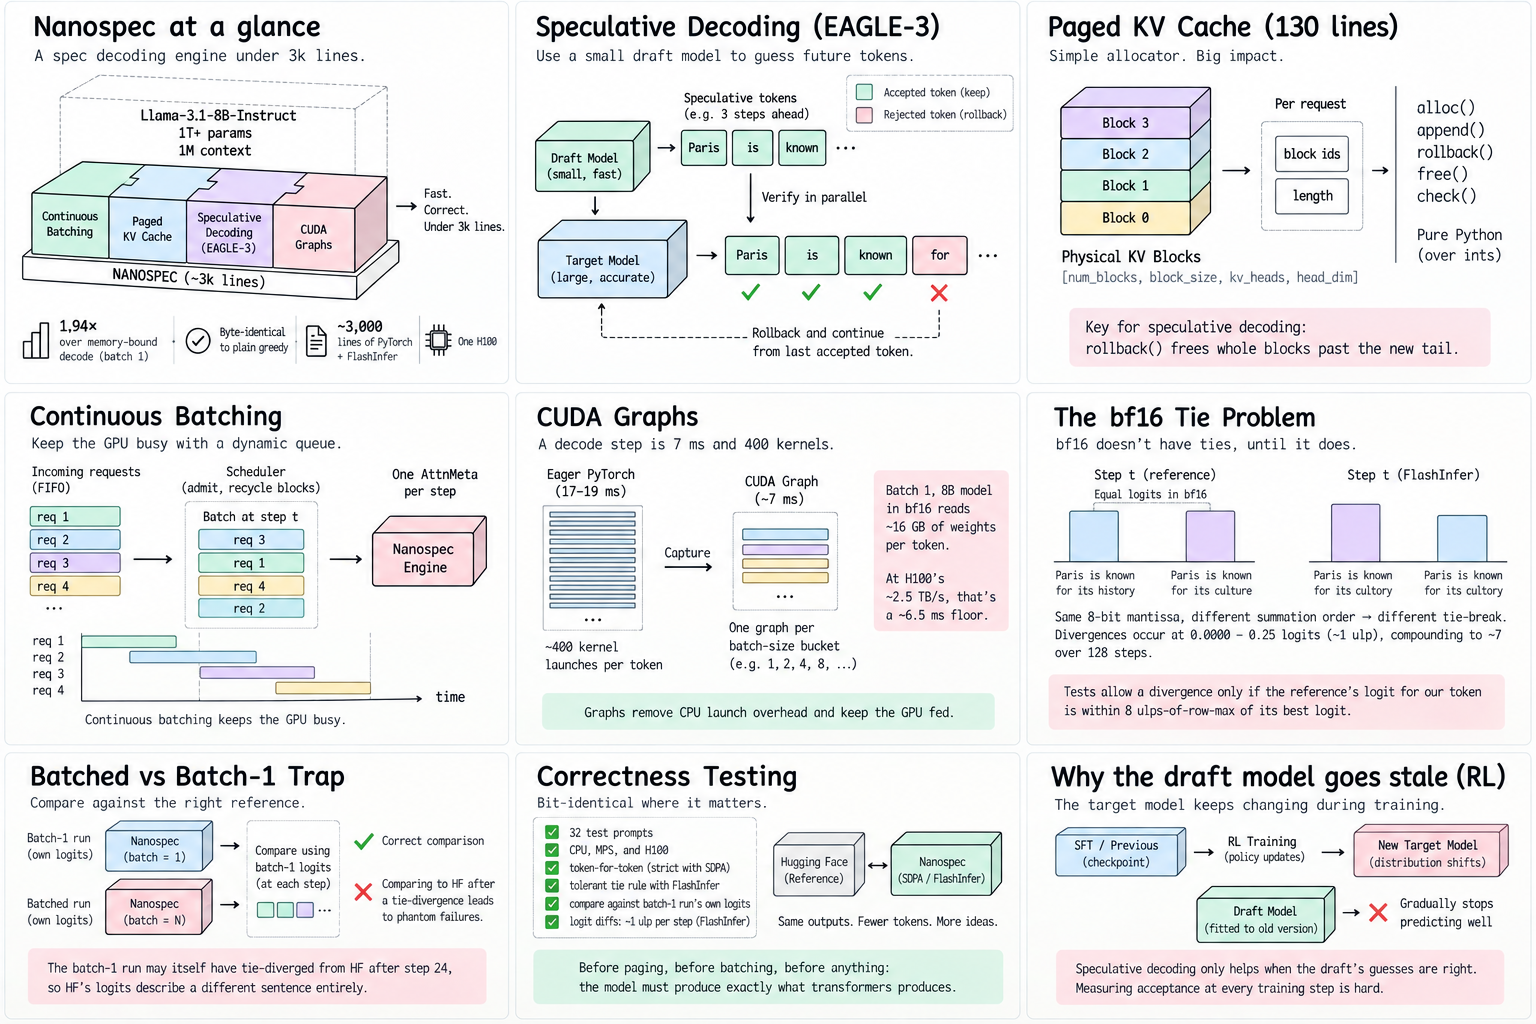 Nanospec at a glance
A spec decoding engine under 3k lines.
Llama-3.1-8B-Instruct
1T+ params
1M context
Continuous
Batching
Paged
KV Cache
Speculative
Decoding
(EAGLE-3)
CUDA
Graphs
NANOSPEC (~3k lines)
Fast.
Correct.
Under 3k lines.
1,94×
over memory-bound
decode (batch 1)
Byte-identical
to plain greedy
~3,000
lines of PyTorch
+ FlashInfer
One H100
Speculative Decoding (EAGLE-3)
Use a small draft model to guess future tokens.
Accepted token (keep)
Rejected token (rollback)
Speculative tokens
(e.g. 3 steps ahead)
Draft Model
(small, fast)
Paris
is
known
...
Verify in parallel
Target Model
(large, accurate)
Paris
is
known
for
...
Rollback and continue
from last accepted token.
Paged KV Cache (130 lines)
Simple allocator. Big impact.
Block 3
Block 2
Block 1
Block 0
Per request
block ids
length
alloc()
append()
rollback()
free()
check()
Pure Python
(over ints)
Physical KV Blocks
[num_blocks, block_size, kv_heads, head_dim]
Key for speculative decoding:
rollback() frees whole blocks past the new tail.
Continuous Batching
Keep the GPU busy with a dynamic queue.
Incoming requests
(FIFO)
req 1
req 2
req 3
req 4
...
Scheduler
(admit, recycle blocks)
Batch at step t
req 3
req 1
req 4
req 2
One AttnMeta
per step
Nanospec
Engine
req 1
req 2
req 3
req 4
time
Continuous batching keeps the GPU busy.
CUDA Graphs
A decode step is 7 ms and 400 kernels.
Eager PyTorch
(17–19 ms)
...
~400 kernel
launches per token
Capture
CUDA Graph
(~7 ms)
...
One graph per
batch-size bucket
(e.g. 1, 2, 4, 8, ...)
Batch 1, 8B model
in bf16 reads
~16 GB of weights
per token.
At H100's
~2.5 TB/s, that's
a ~6.5 ms floor.
Graphs remove CPU launch overhead and keep the GPU fed.
The bf16 Tie Problem
bf16 doesn't have ties, until it does.
Step t (reference)
Equal logits in bf16
Paris is known
for its history
Paris is known
for its culture
Step t (FlashInfer)
Paris is known
for its cultory
Paris is known
for its cultory
Same 8-bit mantissa, different summation order → different tie-break.
Divergences occur at 0.0000 – 0.25 logits (~1 ulp), compounding to ~7
over 128 steps.
Tests allow a divergence only if the reference's logit for our token
is within 8 ulps-of-row-max of its best logit.
Batched vs Batch-1 Trap
Compare against the right reference.
Batch-1 run
(own logits)
Nanospec
(batch = 1)
Batched run
(own logits)
Nanospec
(batch = N)
Compare using
batch-1 logits
(at each step)
...
Correct comparison
Comparing to HF after
a tie-divergence leads
to phantom failures.
The batch-1 run may itself have tie-diverged from HF after step 24,
so HF's logits describe a different sentence entirely.
Correctness Testing
Bit-identical where it matters.
32 test prompts
CPU, MPS, and H100
token-for-token (strict with SDPA)
tolerant tie rule with FlashInfer
compare against batch-1 run's own logits
logit diffs: ~1 ulp per step (FlashInfer)
Hugging Face
(Reference)
Nanospec
(SDPA / FlashInfer)
Same outputs. Fewer tokens. More ideas.
Before paging, before batching, before anything:
the model must produce exactly what transformers produces.
Why the draft model goes stale (RL)
The target model keeps changing during training.
SFT / Previous
(checkpoint)
RL Training
(policy updates)
New Target Model
(distribution shifts)
Draft Model
(fitted to old version)
Gradually stops
predicting well
Speculative decoding only helps when the draft's guesses are right.
Measuring acceptance at every training step is hard.